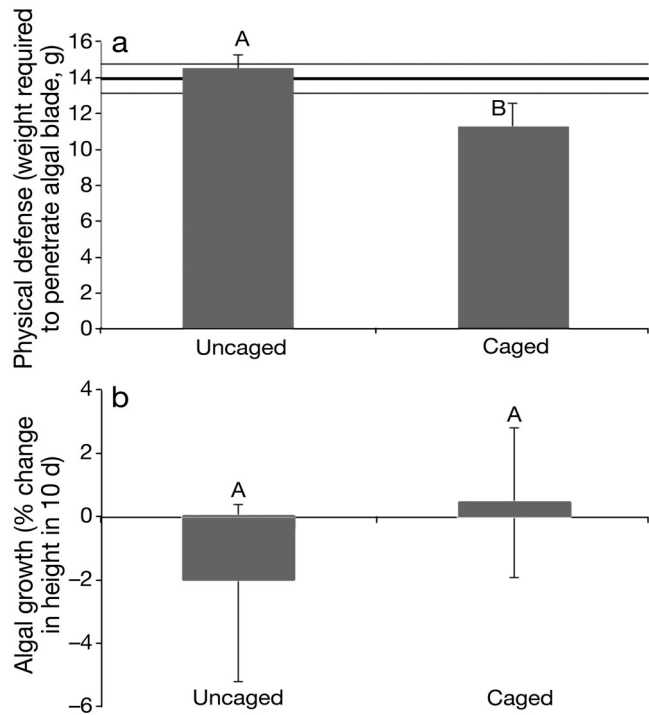 a
Physical defense (weight required
to penetrate algal blade, g)
16
14
12
10
8
6
4
2
0
A
B
Uncaged
Caged
b
Algal growth (% change
in height in 10 d)
4
2
0
−2
−4
−6
A
A
Uncaged
Caged